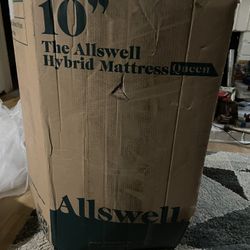 10”
The Allswell
Hybrid Mattress Queen
Allswell